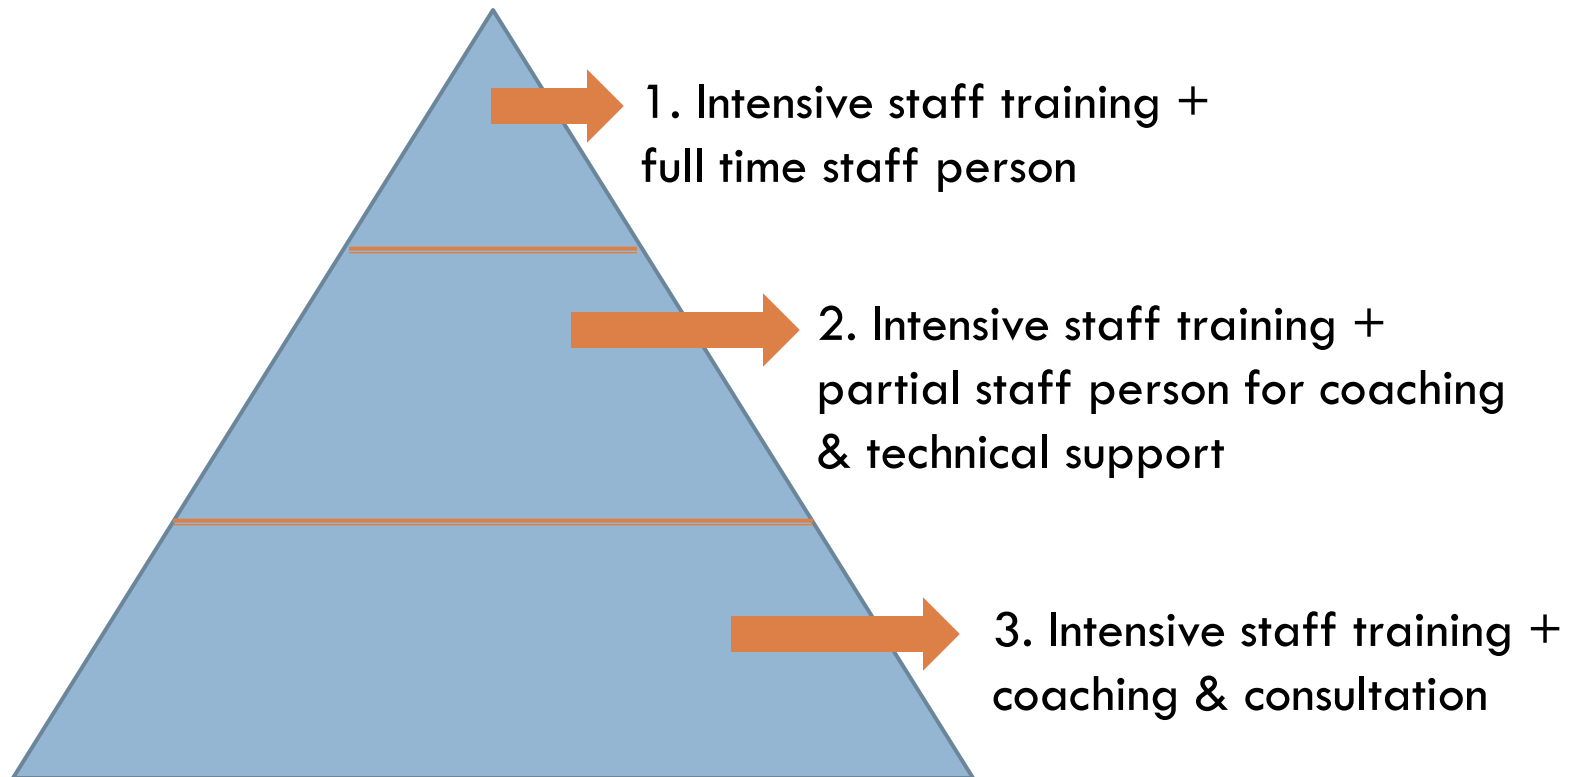 1. Intensive staff training +
full time staff person
2. Intensive staff training +
partial staff person for coaching
& technical support
3. Intensive staff training +
coaching & consultation